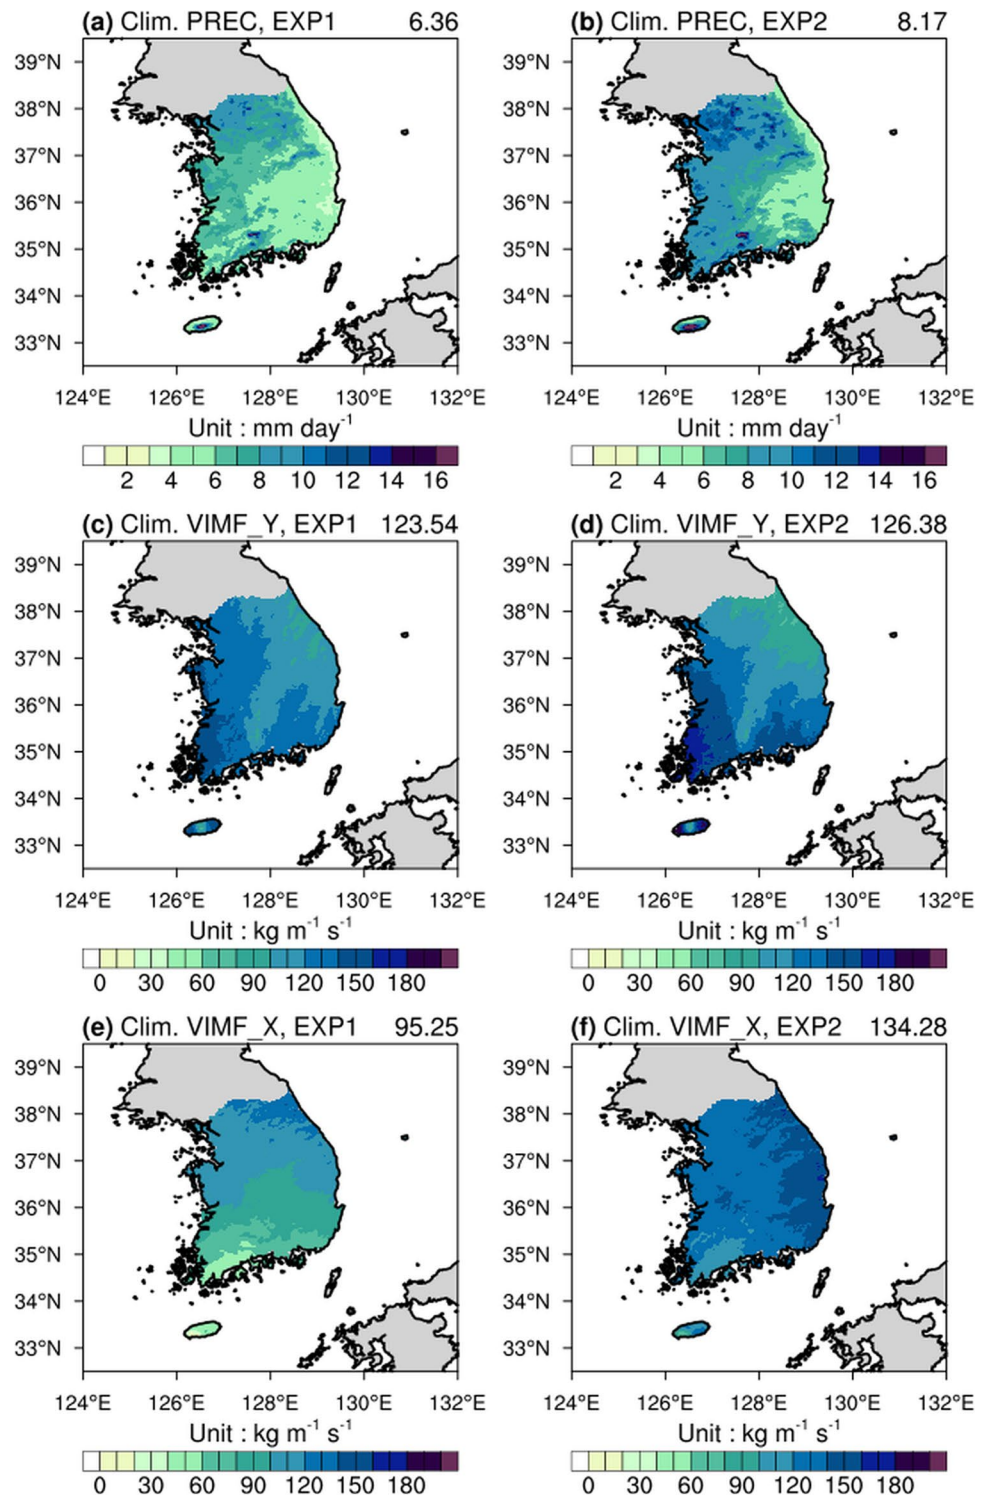 (a) Clim. PREC, EXP1 6.36
(b) Clim. PREC, EXP2 8.17
39°N
38°N
37°N
36°N
35°N
34°N
33°N
124°E 126°E 128°E 130°E 132°E
Unit : mm day-1
2 4 6 8 10 12 14 16
39°N
38°N
37°N
36°N
35°N
34°N
33°N
124°E 126°E 128°E 130°E 132°E
Unit : mm day-1
2 4 6 8 10 12 14 16
(c) Clim. VIMF_Y, EXP1 123.54
(d) Clim. VIMF_Y, EXP2 126.38
39°N
38°N
37°N
36°N
35°N
34°N
33°N
124°E 126°E 128°E 130°E 132°E
Unit : kg m-1 s-1
0 30 60 90 120 150 180
39°N
38°N
37°N
36°N
35°N
34°N
33°N
124°E 126°E 128°E 130°E 132°E
Unit : kg m-1 s-1
0 30 60 90 120 150 180
(e) Clim. VIMF_X, EXP1 95.25
(f) Clim. VIMF_X, EXP2 134.28
39°N
38°N
37°N
36°N
35°N
34°N
33°N
124°E 126°E 128°E 130°E 132°E
Unit : kg m-1 s-1
0 30 60 90 120 150 180
39°N
38°N
37°N
36°N
35°N
34°N
33°N
124°E 126°E 128°E 130°E 132°E
Unit : kg m-1 s-1
0 30 60 90 120 150 180